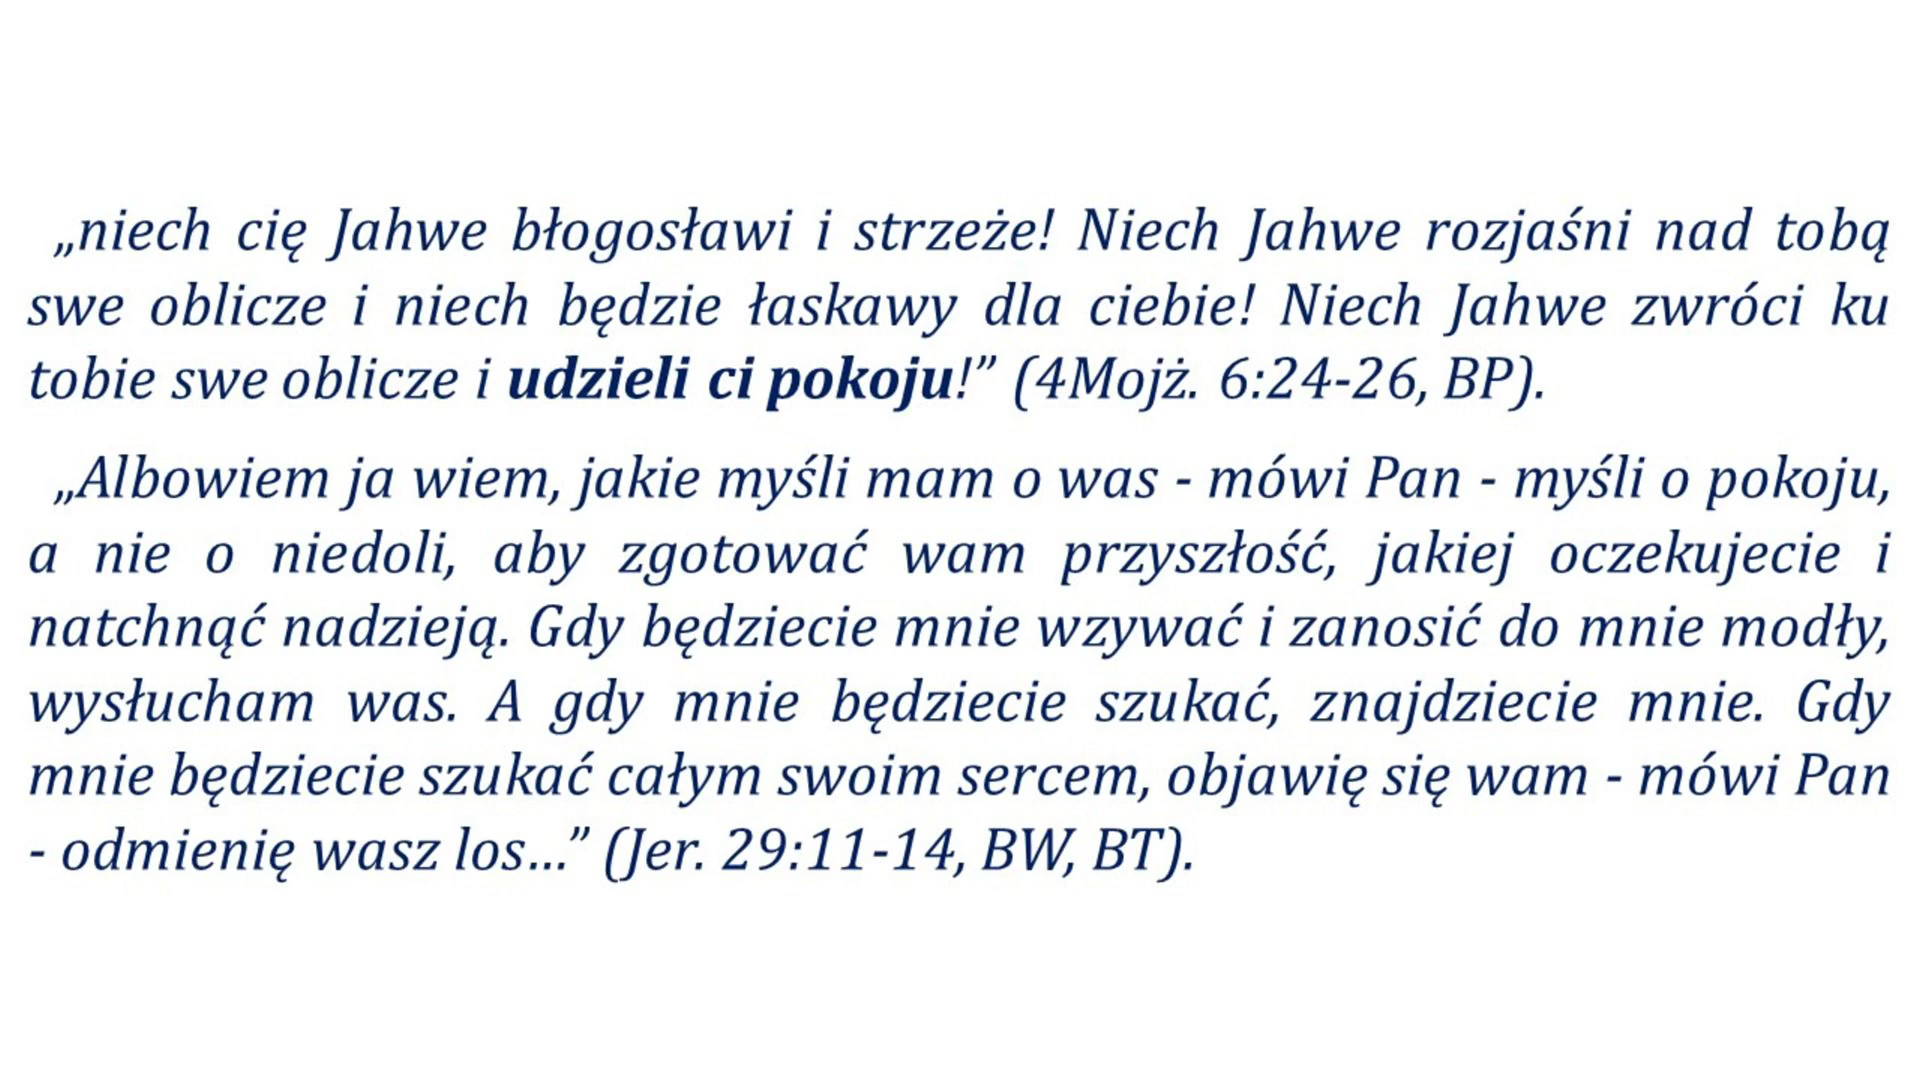 „niech cię Jahwe błogosławi i strzeże! Niech Jahwe rozjaśni nad tobą
swe oblicze i niech będzie łaskawy dla ciebie! Niech Jahwe zwróci ku
tobie swe oblicze i udzieli ci pokoju!” (4Mojż. 6:24-26, BP).
„Albowiem ja wiem, jakie myśli mam o was - mówi Pan - myśli o pokoju,
a nie o niedoli, aby zgotować wam przyszłość, jakiej oczekujecie i
natchnąć nadzieją. Gdy będziecie mnie wzywać i zanosić do mnie modły,
wysłucham was. A gdy mnie będziecie szukać, znajdziecie mnie. Gdy
mnie będziecie szukać całym swoim sercem, objawię się wam - mówi Pan
- odmienię wasz los...” (Jer. 29:11-14, BW, BT).